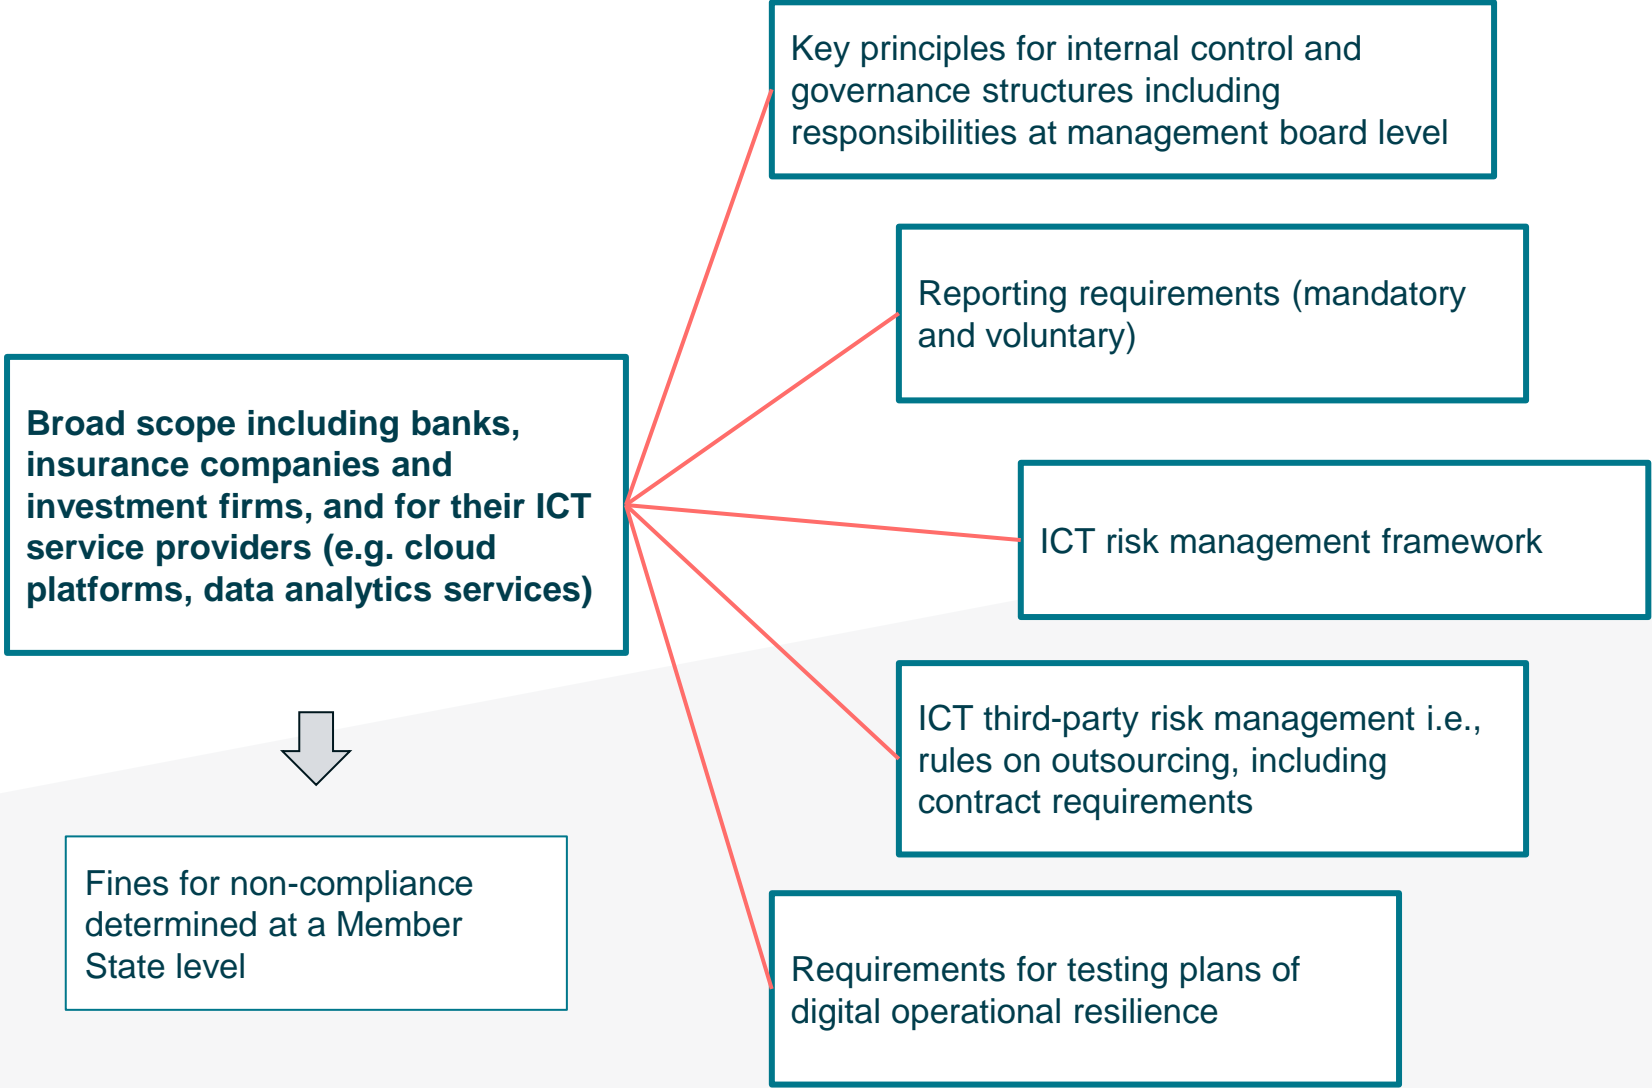 Key principles for internal control and
governance structures including
responsibilities at management board level
Reporting requirements (mandatory
and voluntary)
Broad scope including banks,
insurance companies and
investment firms, and for their ICT
service providers (e.g. cloud
platforms, data analytics services)
ICT risk management framework
ICT third-party risk management i.e.,
rules on outsourcing, including
contract requirements
Fines for non-compliance
determined at a Member
State level
Requirements for testing plans of
digital operational resilience